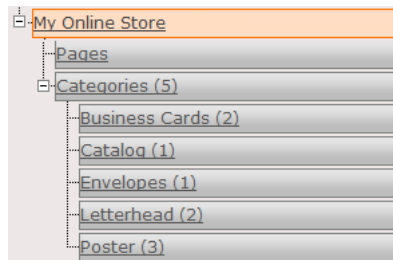 My Online Store
Pages
Categories (5)
Business Cards (2)
Catalog (1)
Envelopes (1)
Letterhead (2)
Poster (3)